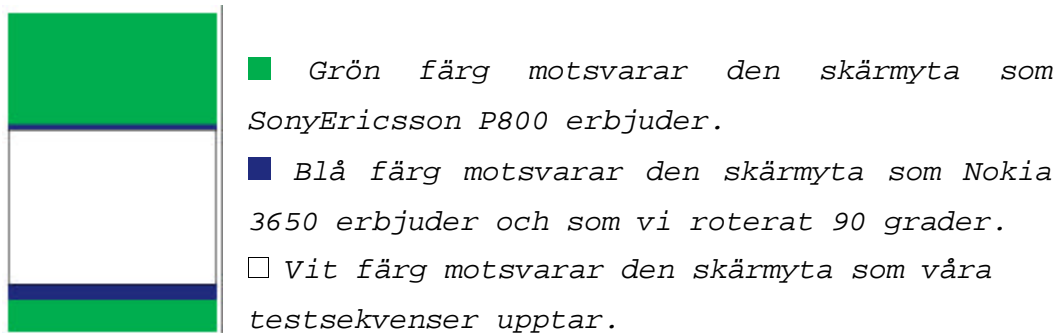 Grön färg motsvarar den skärmyta som
SonyEricsson P800 erbjuder.
Blå färg motsvarar den skärmyta som Nokia
3650 erbjuder och som vi roterat 90 grader.
Vit färg motsvarar den skärmyta som våra
testsekvenser upptar.